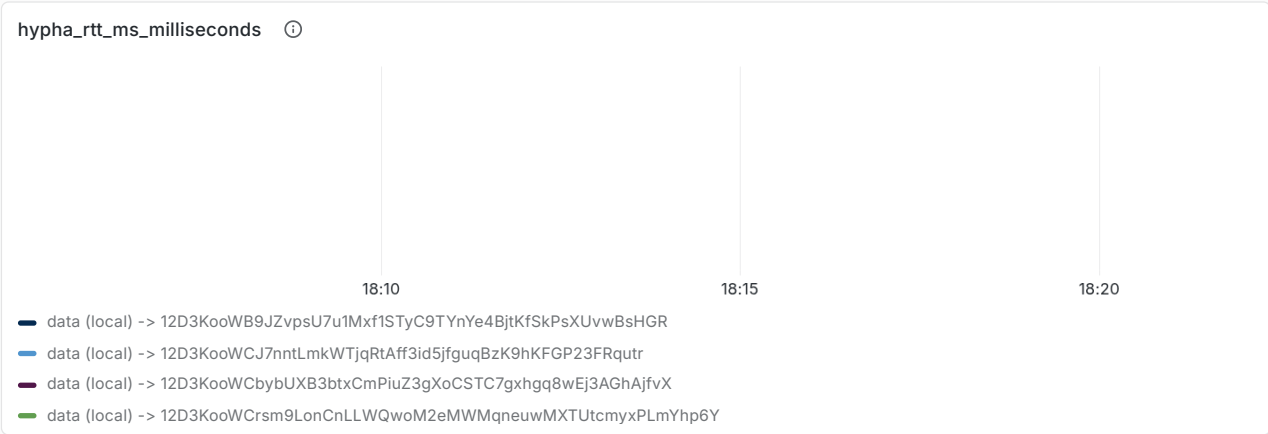 hypha_rtt_ms_milliseconds
18:10 18:15 18:20
data (local) -> 12D3KooWB9JZvpsU7u1Mxf1STyC9TYnYe4BjtKfSkPsXUvwBsHGR
data (local) -> 12D3KooWCJ7nntLmkWTjqRtAff3id5jfguqBzK9hKFGP23FRqutr
data (local) -> 12D3KooWCbybUXB3btxCmPiuZ3gXoCSTC7gxhgq8wEj3AGhAjfvX
data (local) -> 12D3KooWCrsm9LonCnLLWQwoM2eMWMqneuwMXTUtcmyxPLmYhp6Y